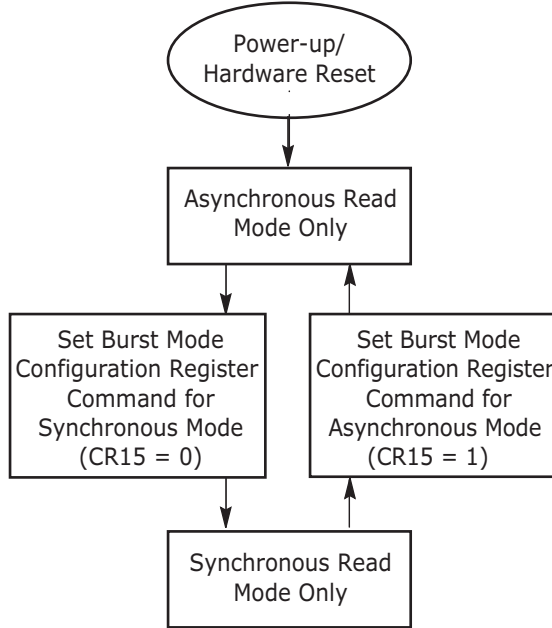 Power-up/
Hardware Reset
Asynchronous Read
Mode Only
Set Burst Mode
Configuration Register
Command for
Synchronous Mode
(CR15 = 0)
Set Burst Mode
Configuration Register
Command for
Asynchronous Mode
(CR15 = 1)
Synchronous Read
Mode Only